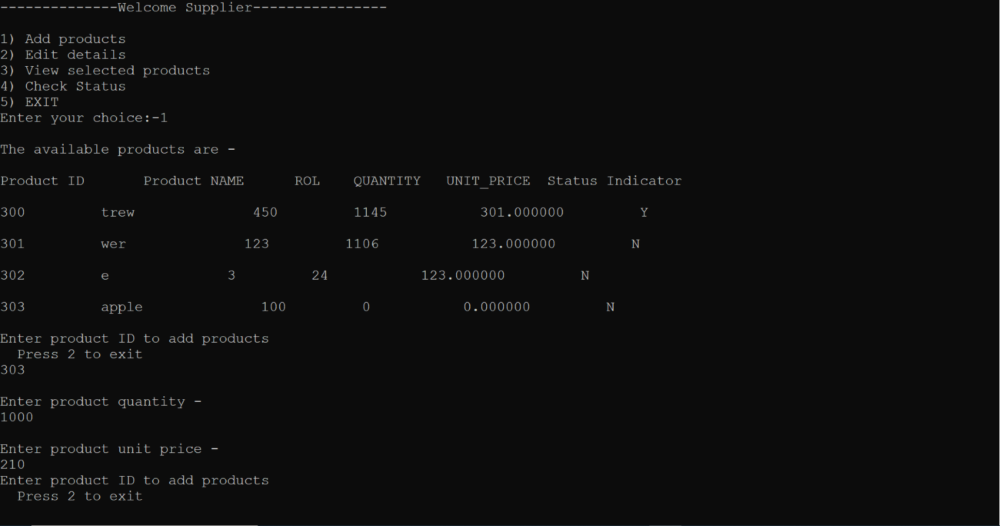 --------------Welcome Supplier----------------
1) Add products
2) Edit details
3) View selected products
4) Check Status
5) EXIT
Enter your choice:-1
The available products are -
Product ID       Product NAME      ROL    QUANTITY   UNIT_PRICE  Status Indicator
300         trew              450         1145           301.000000         Y
301         wer              123         1106           123.000000         N
302         e              3         24           123.000000         N
303         apple              100         0           0.000000         N
Enter product ID to add products
  Press 2 to exit
303
Enter product quantity -
1000
Enter product unit price -
210
Enter product ID to add products
  Press 2 to exit